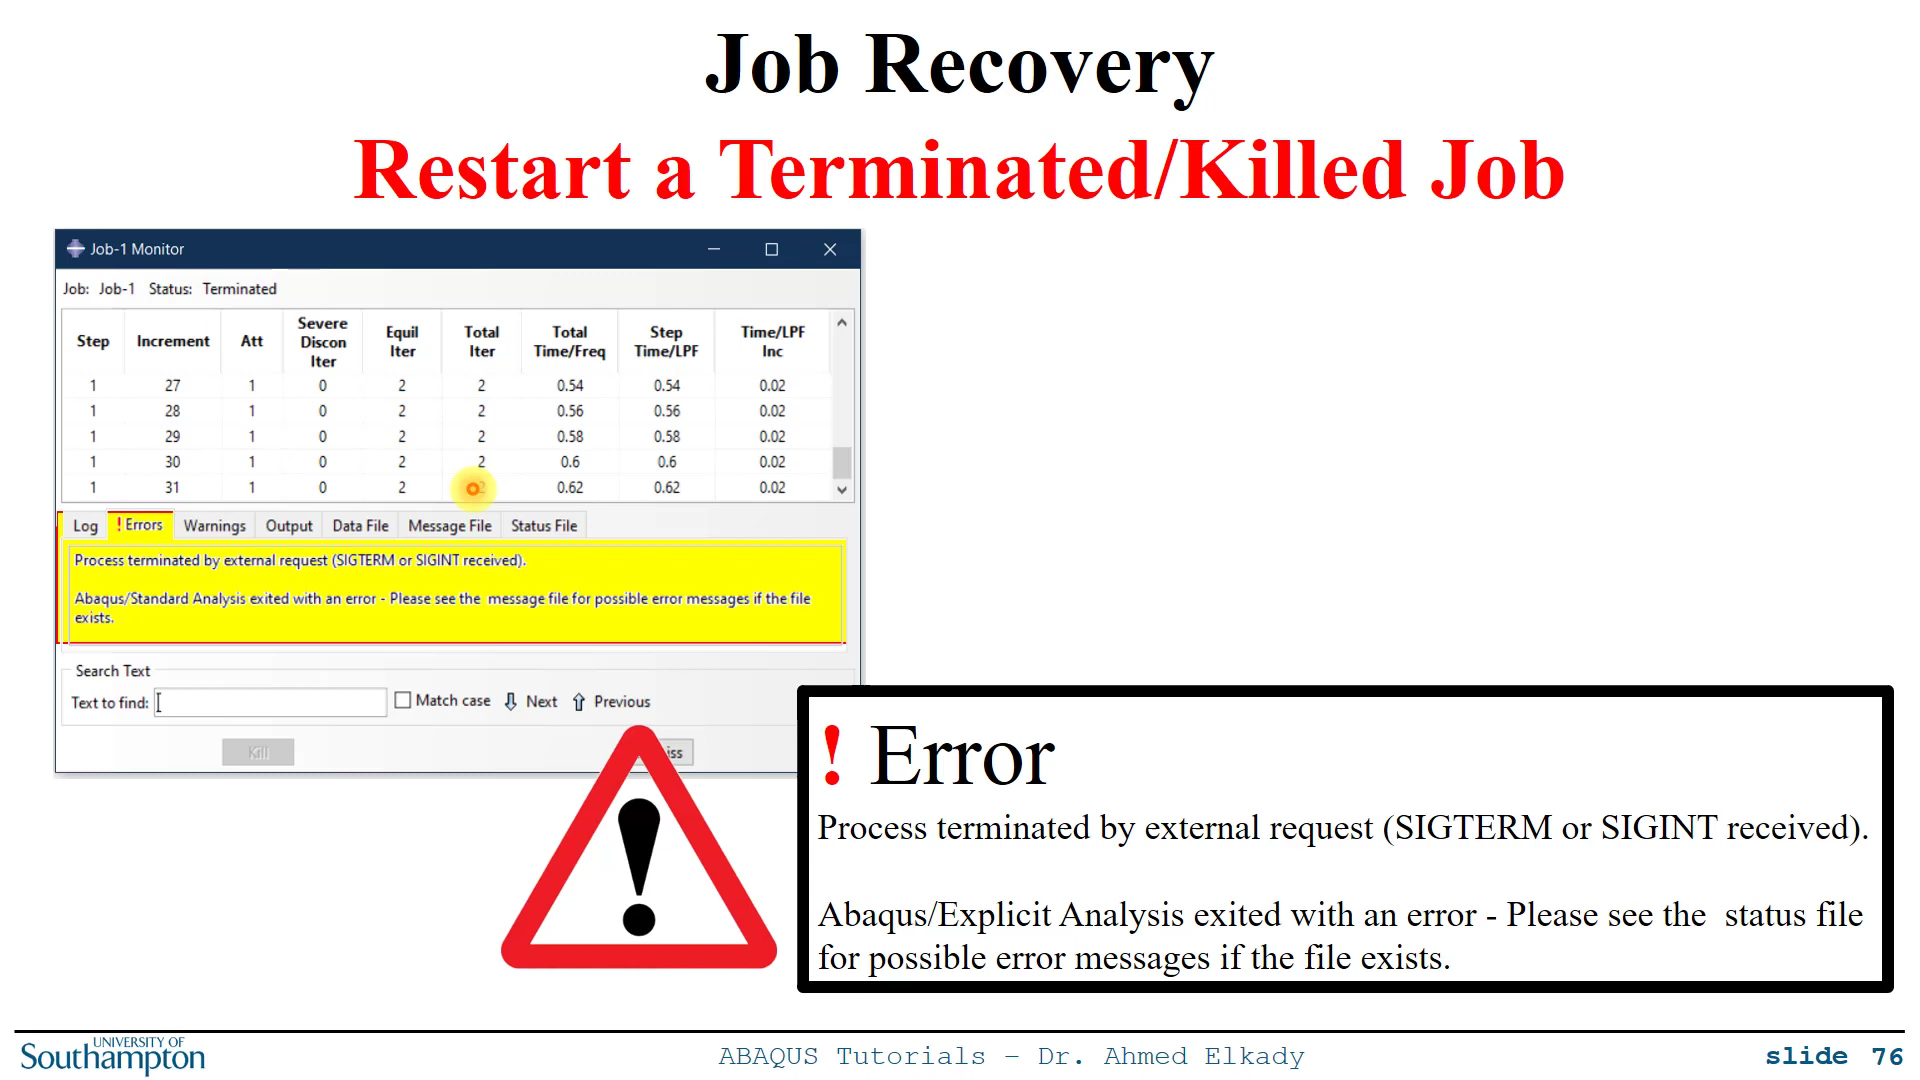 Job Recovery
Restart a Terminated/Killed Job
Job-1 Monitor
Job: Job-1 Status: Terminated
Step Increment Att Severe Discon Iter Equil Iter Total Iter Total Time/Freq Step Time/LPF Time/LPF Inc
1 27 1 0 2 2 0.54 0.54 0.02
1 28 1 0 2 2 0.56 0.56 0.02
1 29 1 0 2 2 0.58 0.58 0.02
1 30 1 0 2 2 0.6 0.6 0.02
1 31 1 0 2 2 0.62 0.62 0.02
Log ! Errors Warnings Output Data File Message File Status File
Process terminated by external request (SIGTERM or SIGINT received).
Abaqus/Standard Analysis exited with an error - Please see the message file for possible error messages if the file
exists.
Search Text
Text to find: Match case Next Previous
Kill
! Error
Process terminated by external request (SIGTERM or SIGINT received).
Abaqus/Explicit Analysis exited with an error - Please see the status file
for possible error messages if the file exists.
UNIVERSITY OF
Southampton
ABAQUS Tutorials – Dr. Ahmed Elkady
slide 76